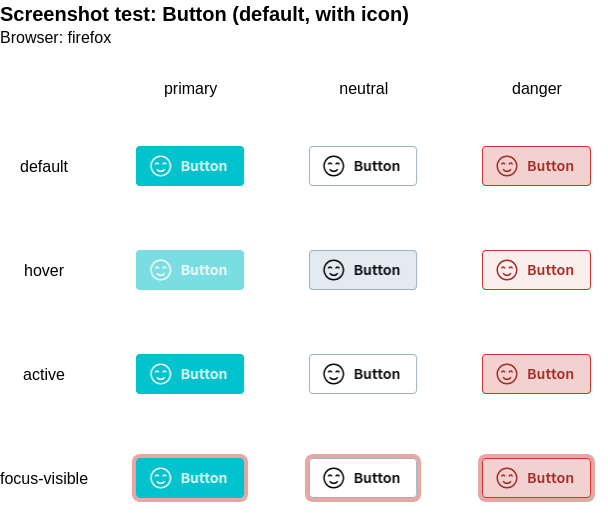 Screenshot test: Button (default, with icon)
Browser: firefox
primary neutral danger
default Button Button Button
hover Button Button Button
active Button Button Button
focus-visible Button Button Button